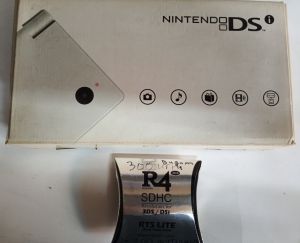 NINTENDO DSi
R4
SDHC
3DS / DSi
RTS LITE